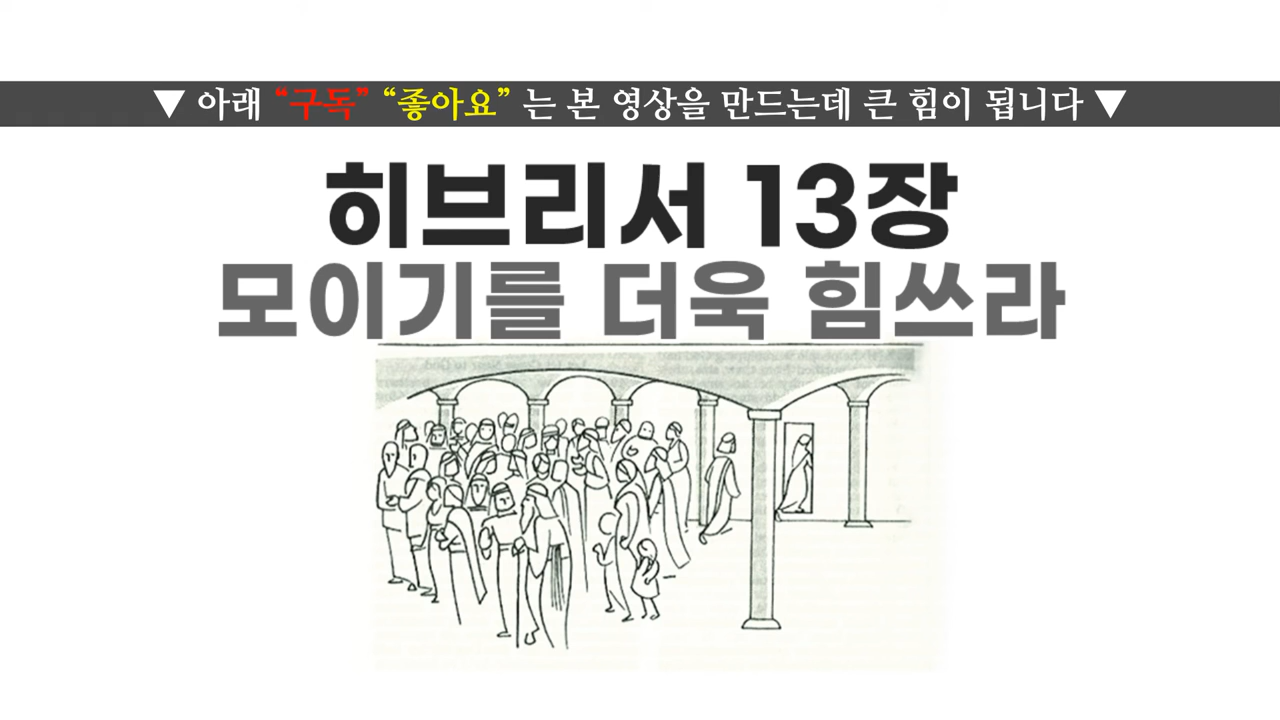 ▼ 아래 “구독” “좋아요” 는 본 영상을 만드는데 큰 힘이 됩니다 ▼
히브리서 13장
모이기를 더욱 힘쓰라